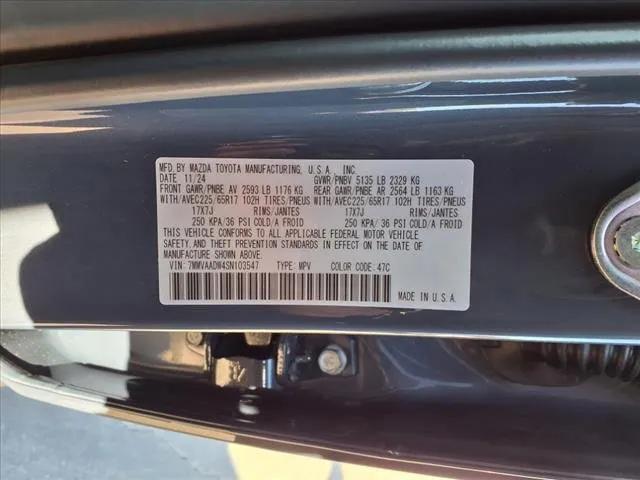 MFD.BY MAZDA TOYOTA MANUFACTURING, U.S.A., INC.
DATE 11/24 GVWR/PNBV 5135 LB 2329 KG
FRONT GAWR/PNBE AV 2593 LB 1176 KG REAR GAWR/PNBE AR 2564 LB 1163 KG
WITH/AVEC225/65R17 102H TIRES/PNEUS WITH/AVEC225/65R17 102H TIRES/PNEUS
17X7J RIMS/JANTES 17X7J RIMS/JANTES
250 KPA/36 PSI COLD/A FROID 250 KPA/36 PSI COLD/A FROID
THIS VEHICLE CONFORMS TO ALL APPLICABLE FEDERAL MOTOR VEHICLE
SAFETY, AND THEFT PREVENTION STANDARDS IN EFFECT ON THE DATE OF
MANUFACTURE SHOWN ABOVE.
VIN: 7MMVAADW4SN103547 TYPE: MPV COLOR CODE: 47C
MADE IN U.S.A.